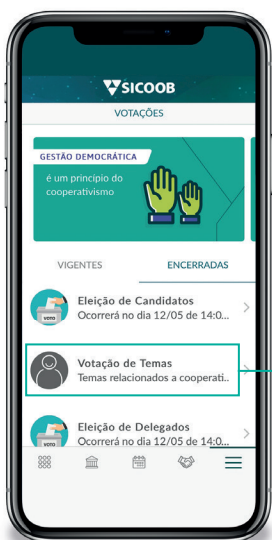 SICOOB
VOTAÇÕES
GESTÃO DEMOCRÁTICA
é um princípio do
cooperativismo
VIGENTES
ENCERRADAS
Eleição de Candidatos
Ocorrerá no dia 12/05 de 14:0...
VOTO
Votação de Temas
Temas relacionados a cooperati..
Eleição de Delegados
Ocorrerá no dia 12/05 de 14:0...
VOTO